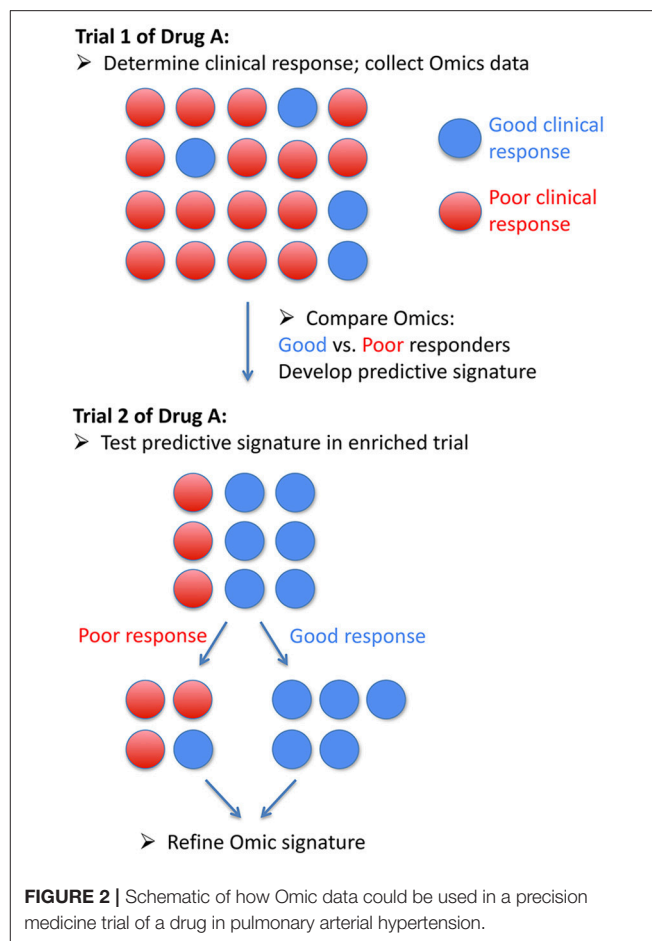 Trial 1 of Drug A:
➢ Determine clinical response; collect Omics data
Good clinical
response
Poor clinical
response
➢ Compare Omics:
Good vs. Poor responders
Develop predictive signature
Trial 2 of Drug A:
➢ Test predictive signature in enriched trial
Poor response
Good response
➢ Refine Omic signature
FIGURE 2 | Schematic of how Omic data could be used in a precision
medicine trial of a drug in pulmonary arterial hypertension.